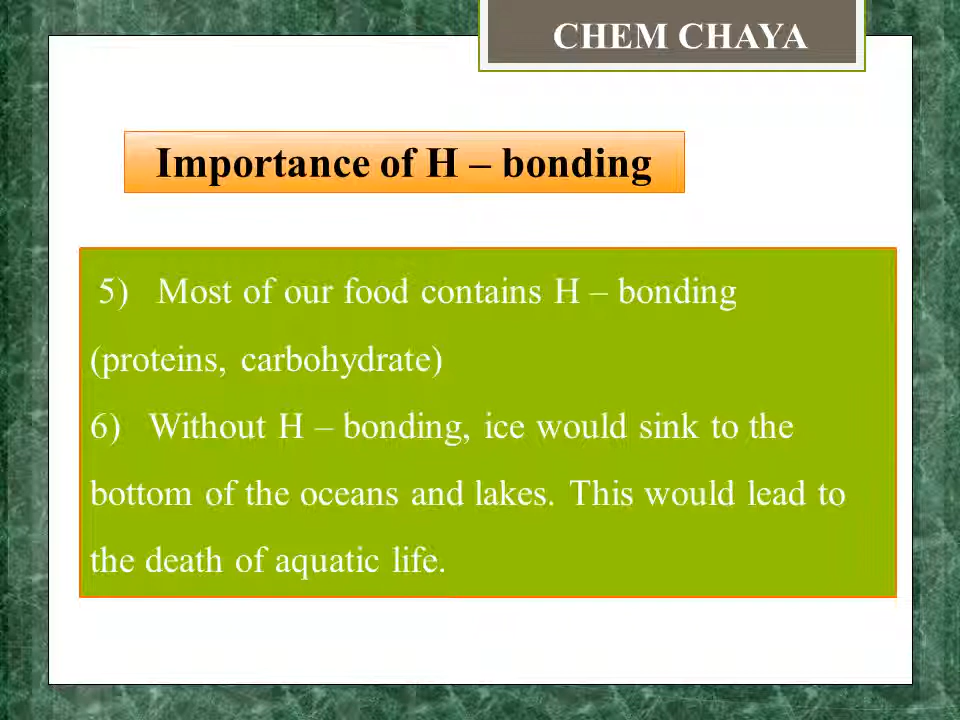 CHEM CHAYA
Importance of H – bonding
5) Most of our food contains H – bonding
(proteins, carbohydrate)
6) Without H – bonding, ice would sink to the
bottom of the oceans and lakes. This would lead to
the death of aquatic life.